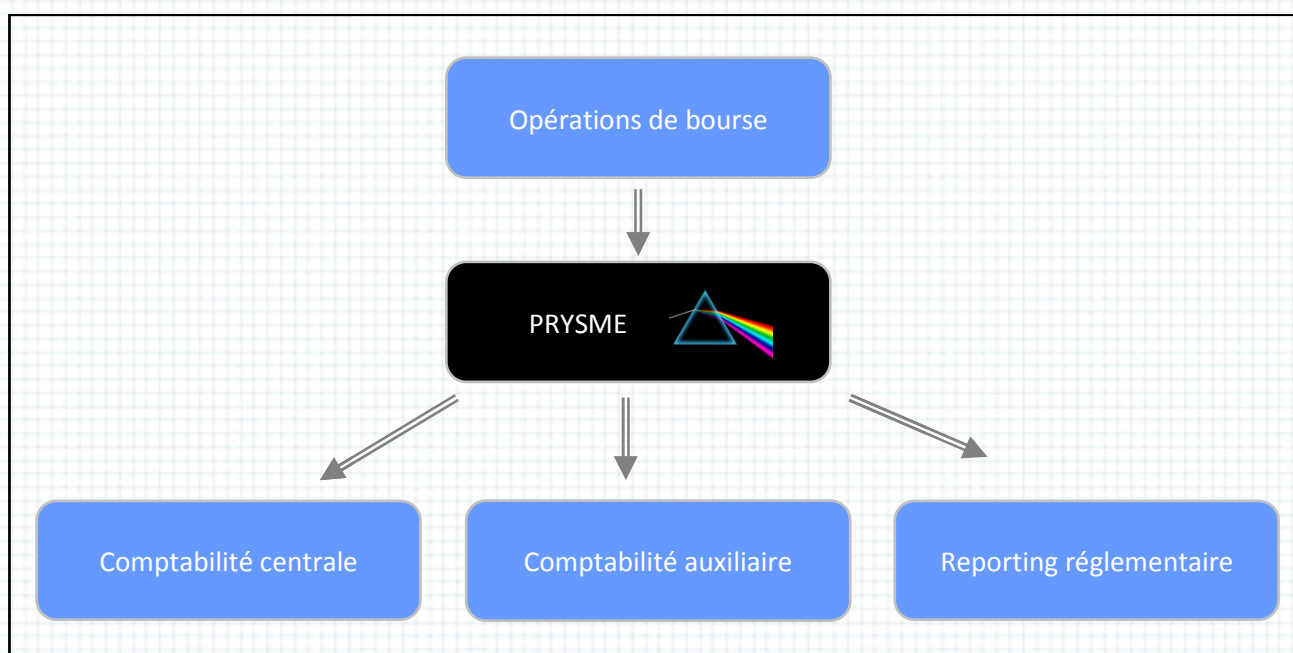 Opérations de bourse
PRYSME
Comptabilité centrale
Comptabilité auxiliaire
Reporting réglementaire